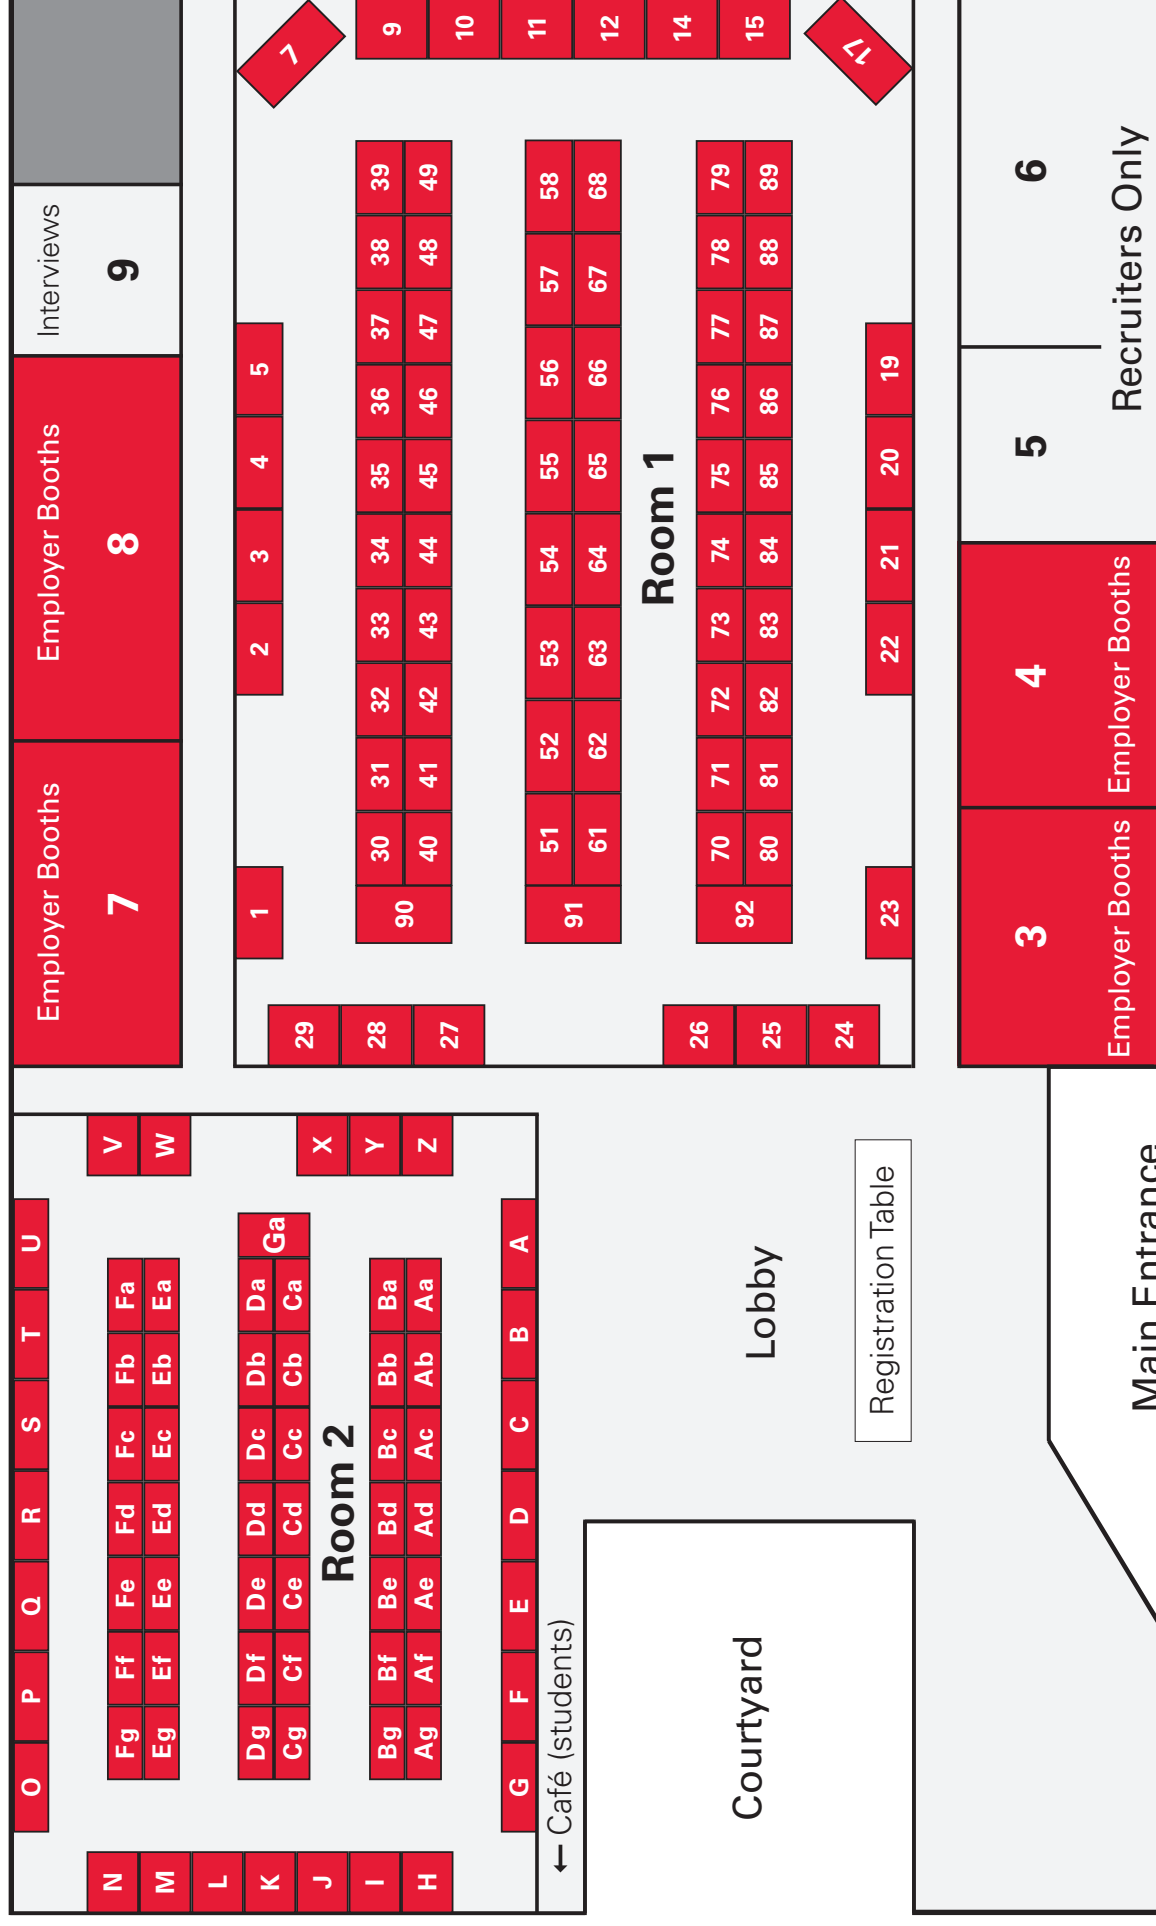 O P Q R S T U
N M L K J I H
Fg Ff Fe Fd Fc Fb Fa
Eg Ef Ee Ed Ec Eb Ea
Dg Df De Dd Dc Db Da
Cg Cf Ce Cd Cc Cb Ca
Ga
Room 2
Bg Bf Be Bd Bc Bb Ba
Ag Af Ae Ad Ac Ab Aa
V
W
X
Y
Z
G F E D C B A
← Café (students)
Courtyard
Lobby
Registration Table
Main Entrance
Employer Booths
7
Employer Booths
8
Interviews
9
1 2 3 4 5
7
29
28
27
26
25
24
90
30 31 32 33 34 35 36 37 38 39
40 41 42 43 44 45 46 47 48 49
91
51 52 53 54 55 56 57 58
61 62 63 64 65 66 67 68
Room 1
92
70 71 72 73 74 75 76 77 78 79
80 81 82 83 84 85 86 87 88 89
9
10
11
12
14
15
17
23 22 21 20 19
3
Employer Booths
4
Employer Booths
5
6
Recruiters Only